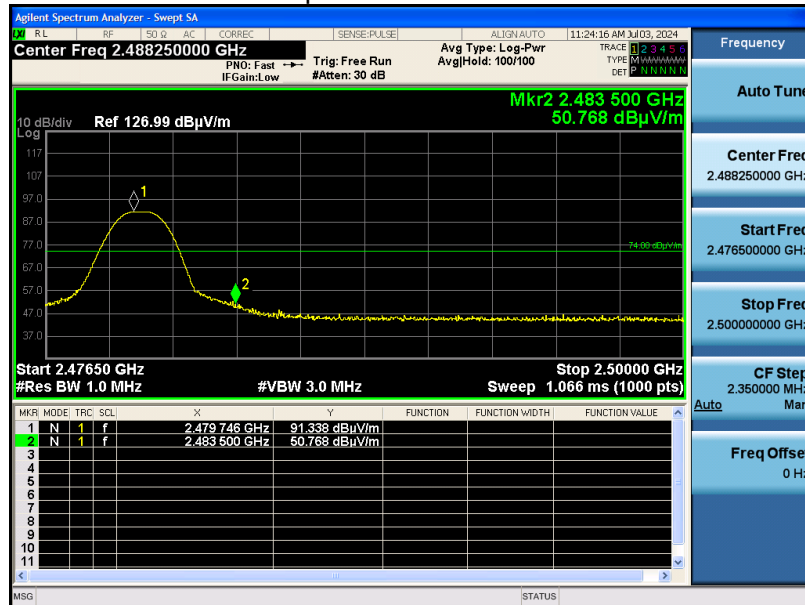 Agilent Spectrum Analyzer - Swept SA
LXI RL RF 50 Ω AC CORREC SENSE:PULSE ALIGN AUTO 11:24:16 AM Jul 03, 2024
Center Freq 2.488250000 GHz
PNO: Fast
IFGain:Low
Trig: Free Run
#Atten: 30 dB
Avg Type: Log-Pwr
Avg|Hold: 100/100
TRACE 1 2 3 4 5 6
TYPE M
DET P N N N N N
Mkr2 2.483 500 GHz
50.768 dBµV/m
10 dB/div Ref 126.99 dBµV/m
Log
117
107
97.0
87.0
77.0
67.0
57.0
47.0
37.0
1
2
74.00 dBµV/m
Start 2.47650 GHz Stop 2.50000 GHz
#Res BW 1.0 MHz #VBW 3.0 MHz Sweep 1.066 ms (1000 pts)
MKR MODE TRC SCL X Y FUNCTION FUNCTION WIDTH FUNCTION VALUE
1 N 1 f 2.479 746 GHz 91.338 dBµV/m
2 N 1 f 2.483 500 GHz 50.768 dBµV/m
3
4
5
6
7
8
9
10
11
MSG STATUS
Frequency
Auto Tune
Center Freq
2.488250000 GHz
Start Freq
2.476500000 GHz
Stop Freq
2.500000000 GHz
CF Step
2.350000 MHz
Auto Man
Freq Offset
0 Hz